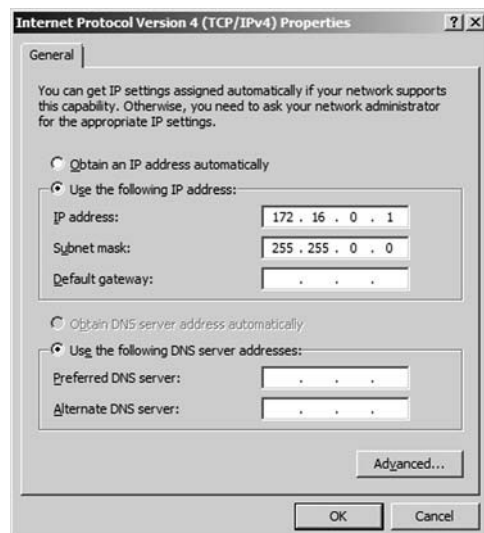 Internet Protocol Version 4 (TCP/IPv4) Properties ? X
General
You can get IP settings assigned automatically if your network supports
this capability. Otherwise, you need to ask your network administrator
for the appropriate IP settings.
Obtain an IP address automatically
Use the following IP address:
IP address: 172 . 16 . 0 . 1
Subnet mask: 255 . 255 . 0 . 0
Default gateway: . . .
Obtain DNS server address automatically
Use the following DNS server addresses:
Preferred DNS server: . . .
Alternate DNS server: . . .
Advanced...
OK Cancel